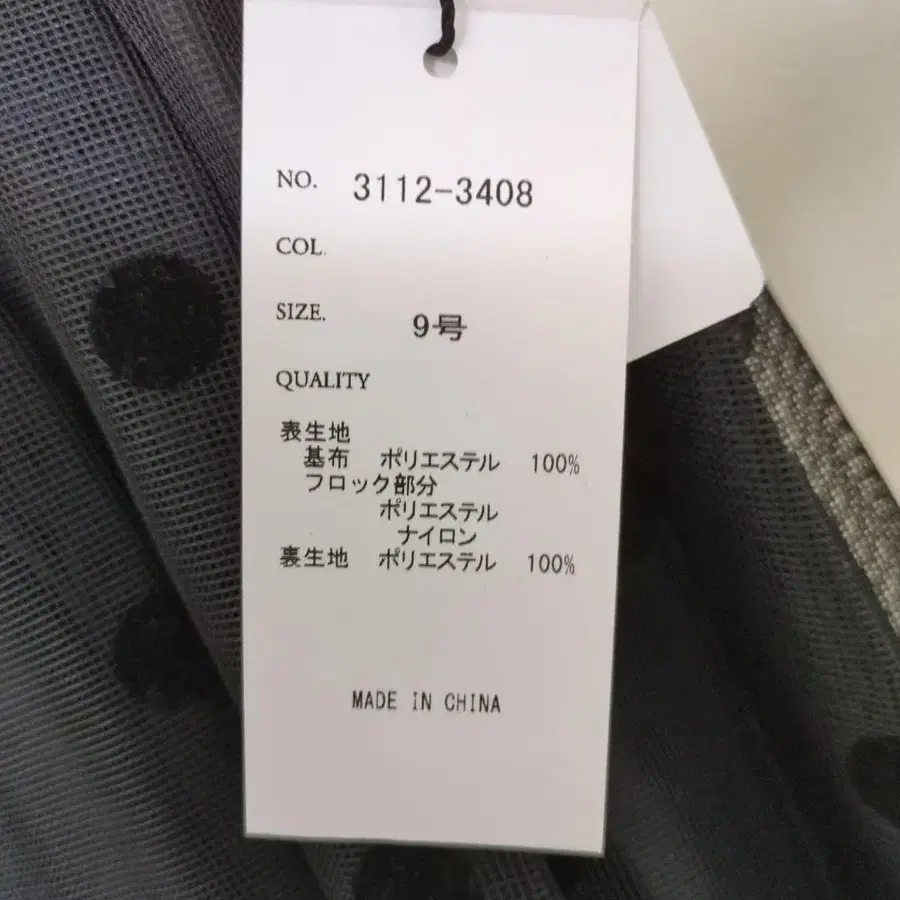 NO. 3112-3408
COL.
SIZE. 9号
QUALITY
表生地
基布 ポリエステル 100%
フロック部分
ポリエステル
ナイロン
表生地 ポリエステル 100%
MADE IN CHINA